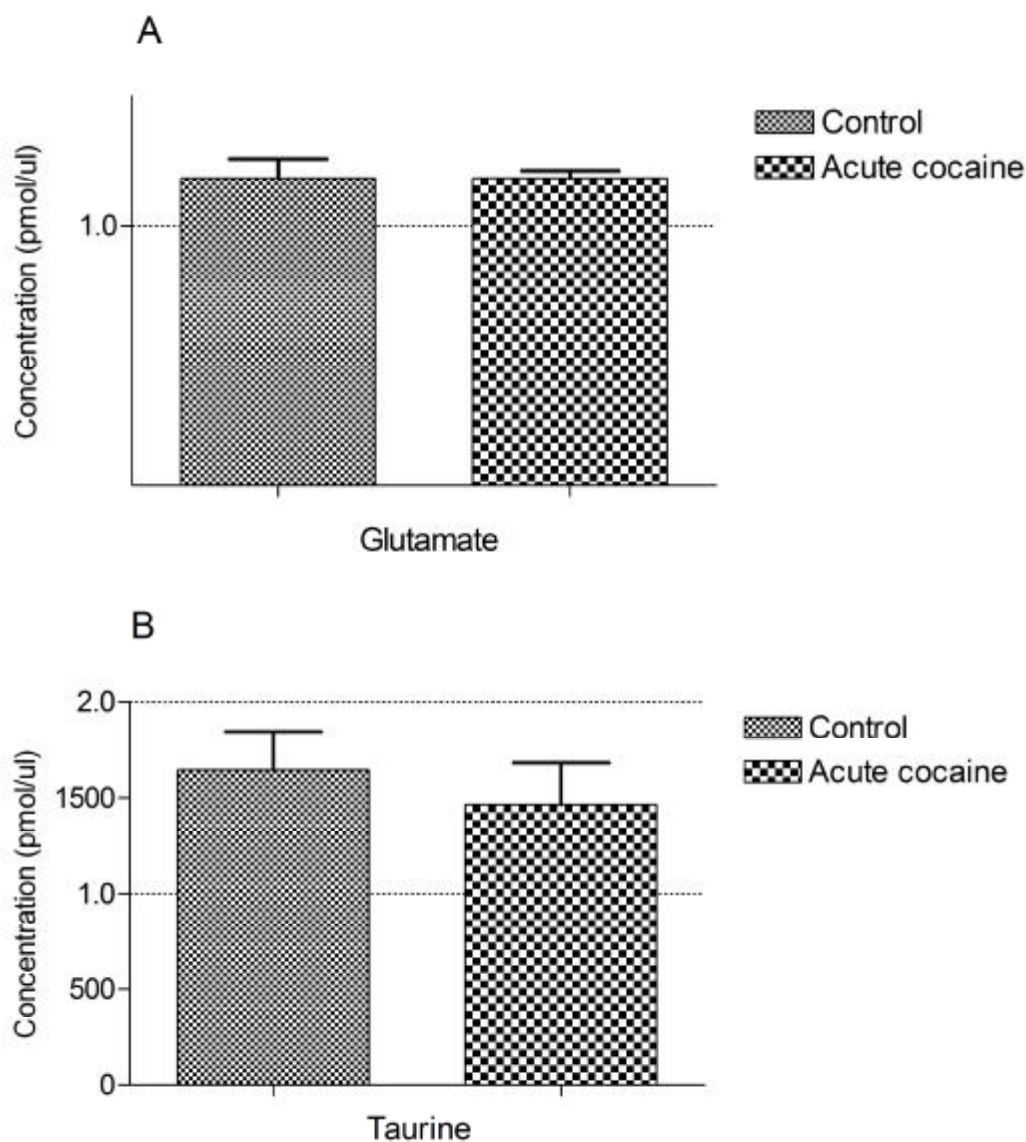 A
Control
Acute cocaine
Concentration (pmol/ul)
1.0
Glutamate
B
Control
Acute cocaine
Concentration (pmol/ul)
2.0
1500
1.0
500
0
Taurine